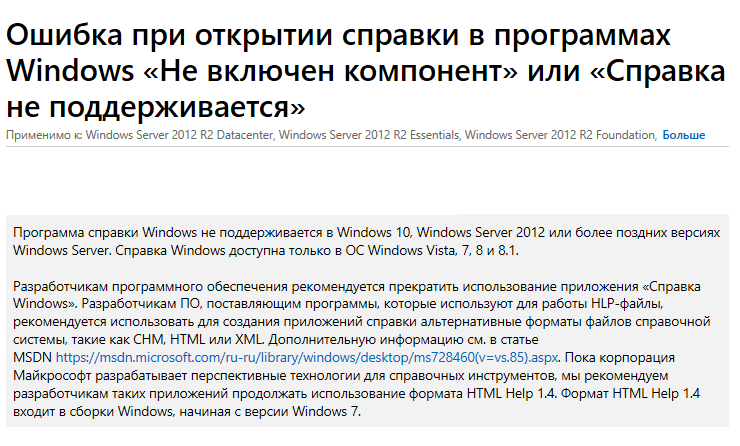 Ошибка при открытии справки в программах
Windows «Не включен компонент» или «Справка
не поддерживается»
Применимо к: Windows Server 2012 R2 Datacenter, Windows Server 2012 R2 Essentials, Windows Server 2012 R2 Foundation, Больше
Программа справки Windows не поддерживается в Windows 10, Windows Server 2012 или более поздних версиях
Windows Server. Справка Windows доступна только в ОС Windows Vista, 7, 8 и 8.1.
Разработчикам программного обеспечения рекомендуется прекратить использование приложения «Справка
Windows». Разработчикам ПО, поставляющим программы, которые используют для работы HLP-файлы,
рекомендуется использовать для создания приложений справки альтернативные форматы файлов справочной
системы, такие как CHM, HTML или XML. Дополнительную информацию см. в статье
MSDN https://msdn.microsoft.com/ru-ru/library/windows/desktop/ms728460(v=vs.85).aspx. Пока корпорация
Майкрософт разрабатывает перспективные технологии для справочных инструментов, мы рекомендуем
разработчикам таких приложений продолжать использование формата HTML Help 1.4. Формат HTML Help 1.4
входит в сборки Windows, начиная с версии Windows 7.